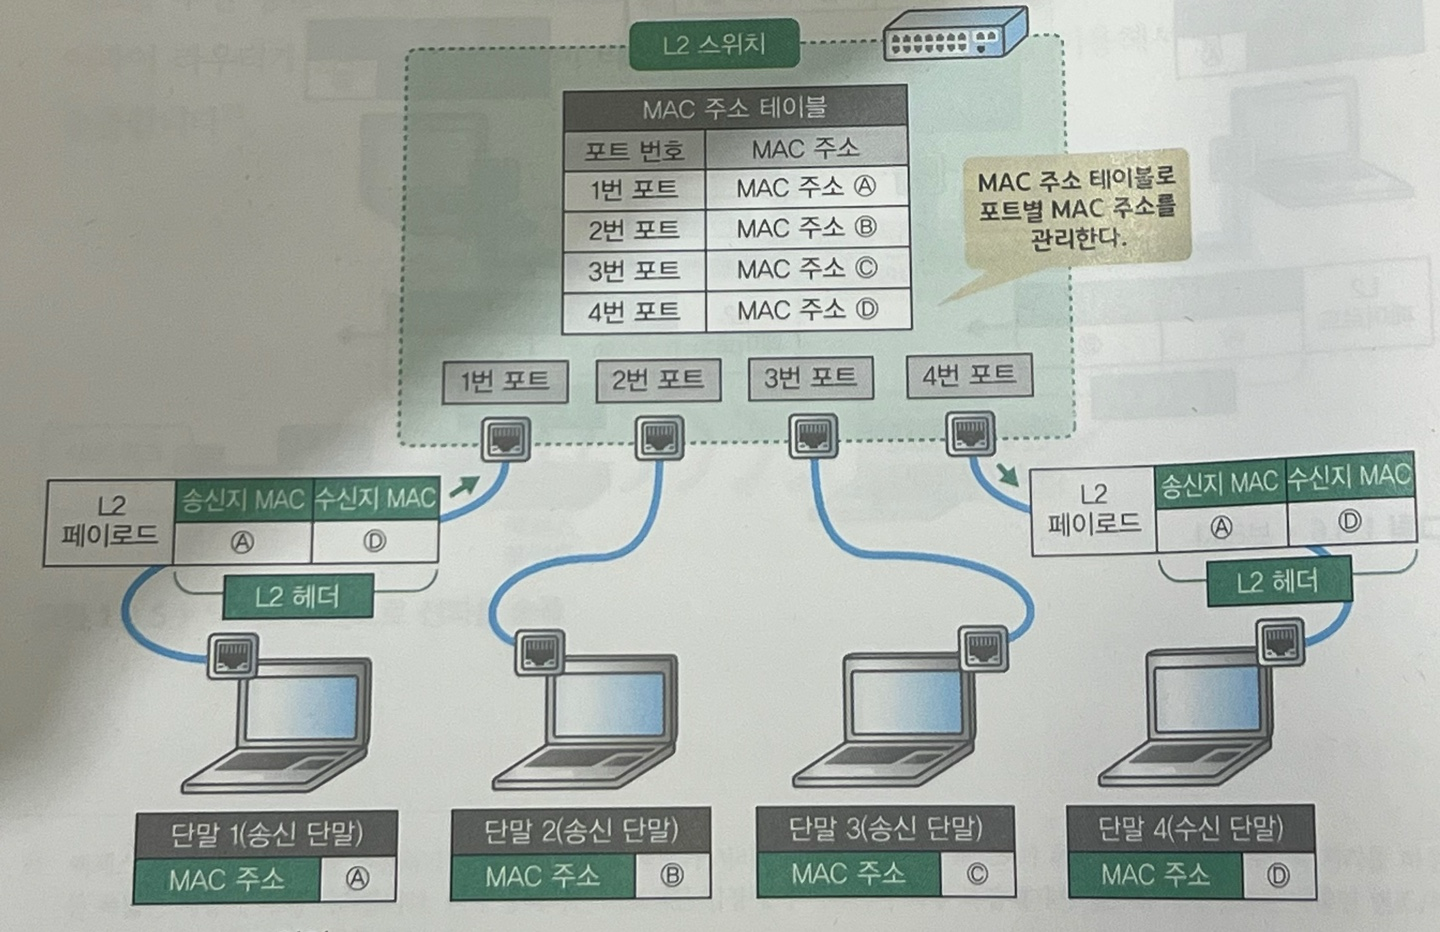 L2 스위치
MAC 주소 테이블
포트 번호 MAC 주소
1번 포트 MAC 주소 Ⓐ
2번 포트 MAC 주소 Ⓑ
3번 포트 MAC 주소 Ⓒ
4번 포트 MAC 주소 Ⓓ
MAC 주소 테이블로
포트별 MAC 주소를
관리한다.
1번 포트 2번 포트 3번 포트 4번 포트
L2
페이로드
송신지 MAC 수신지 MAC
Ⓐ Ⓓ
L2 헤더
L2
페이로드
송신지 MAC 수신지 MAC
Ⓐ Ⓓ
L2 헤더
단말 1(송신 단말)
MAC 주소 Ⓐ
단말 2(송신 단말)
MAC 주소 Ⓑ
단말 3(송신 단말)
MAC 주소 Ⓒ
단말 4(수신 단말)
MAC 주소 Ⓓ